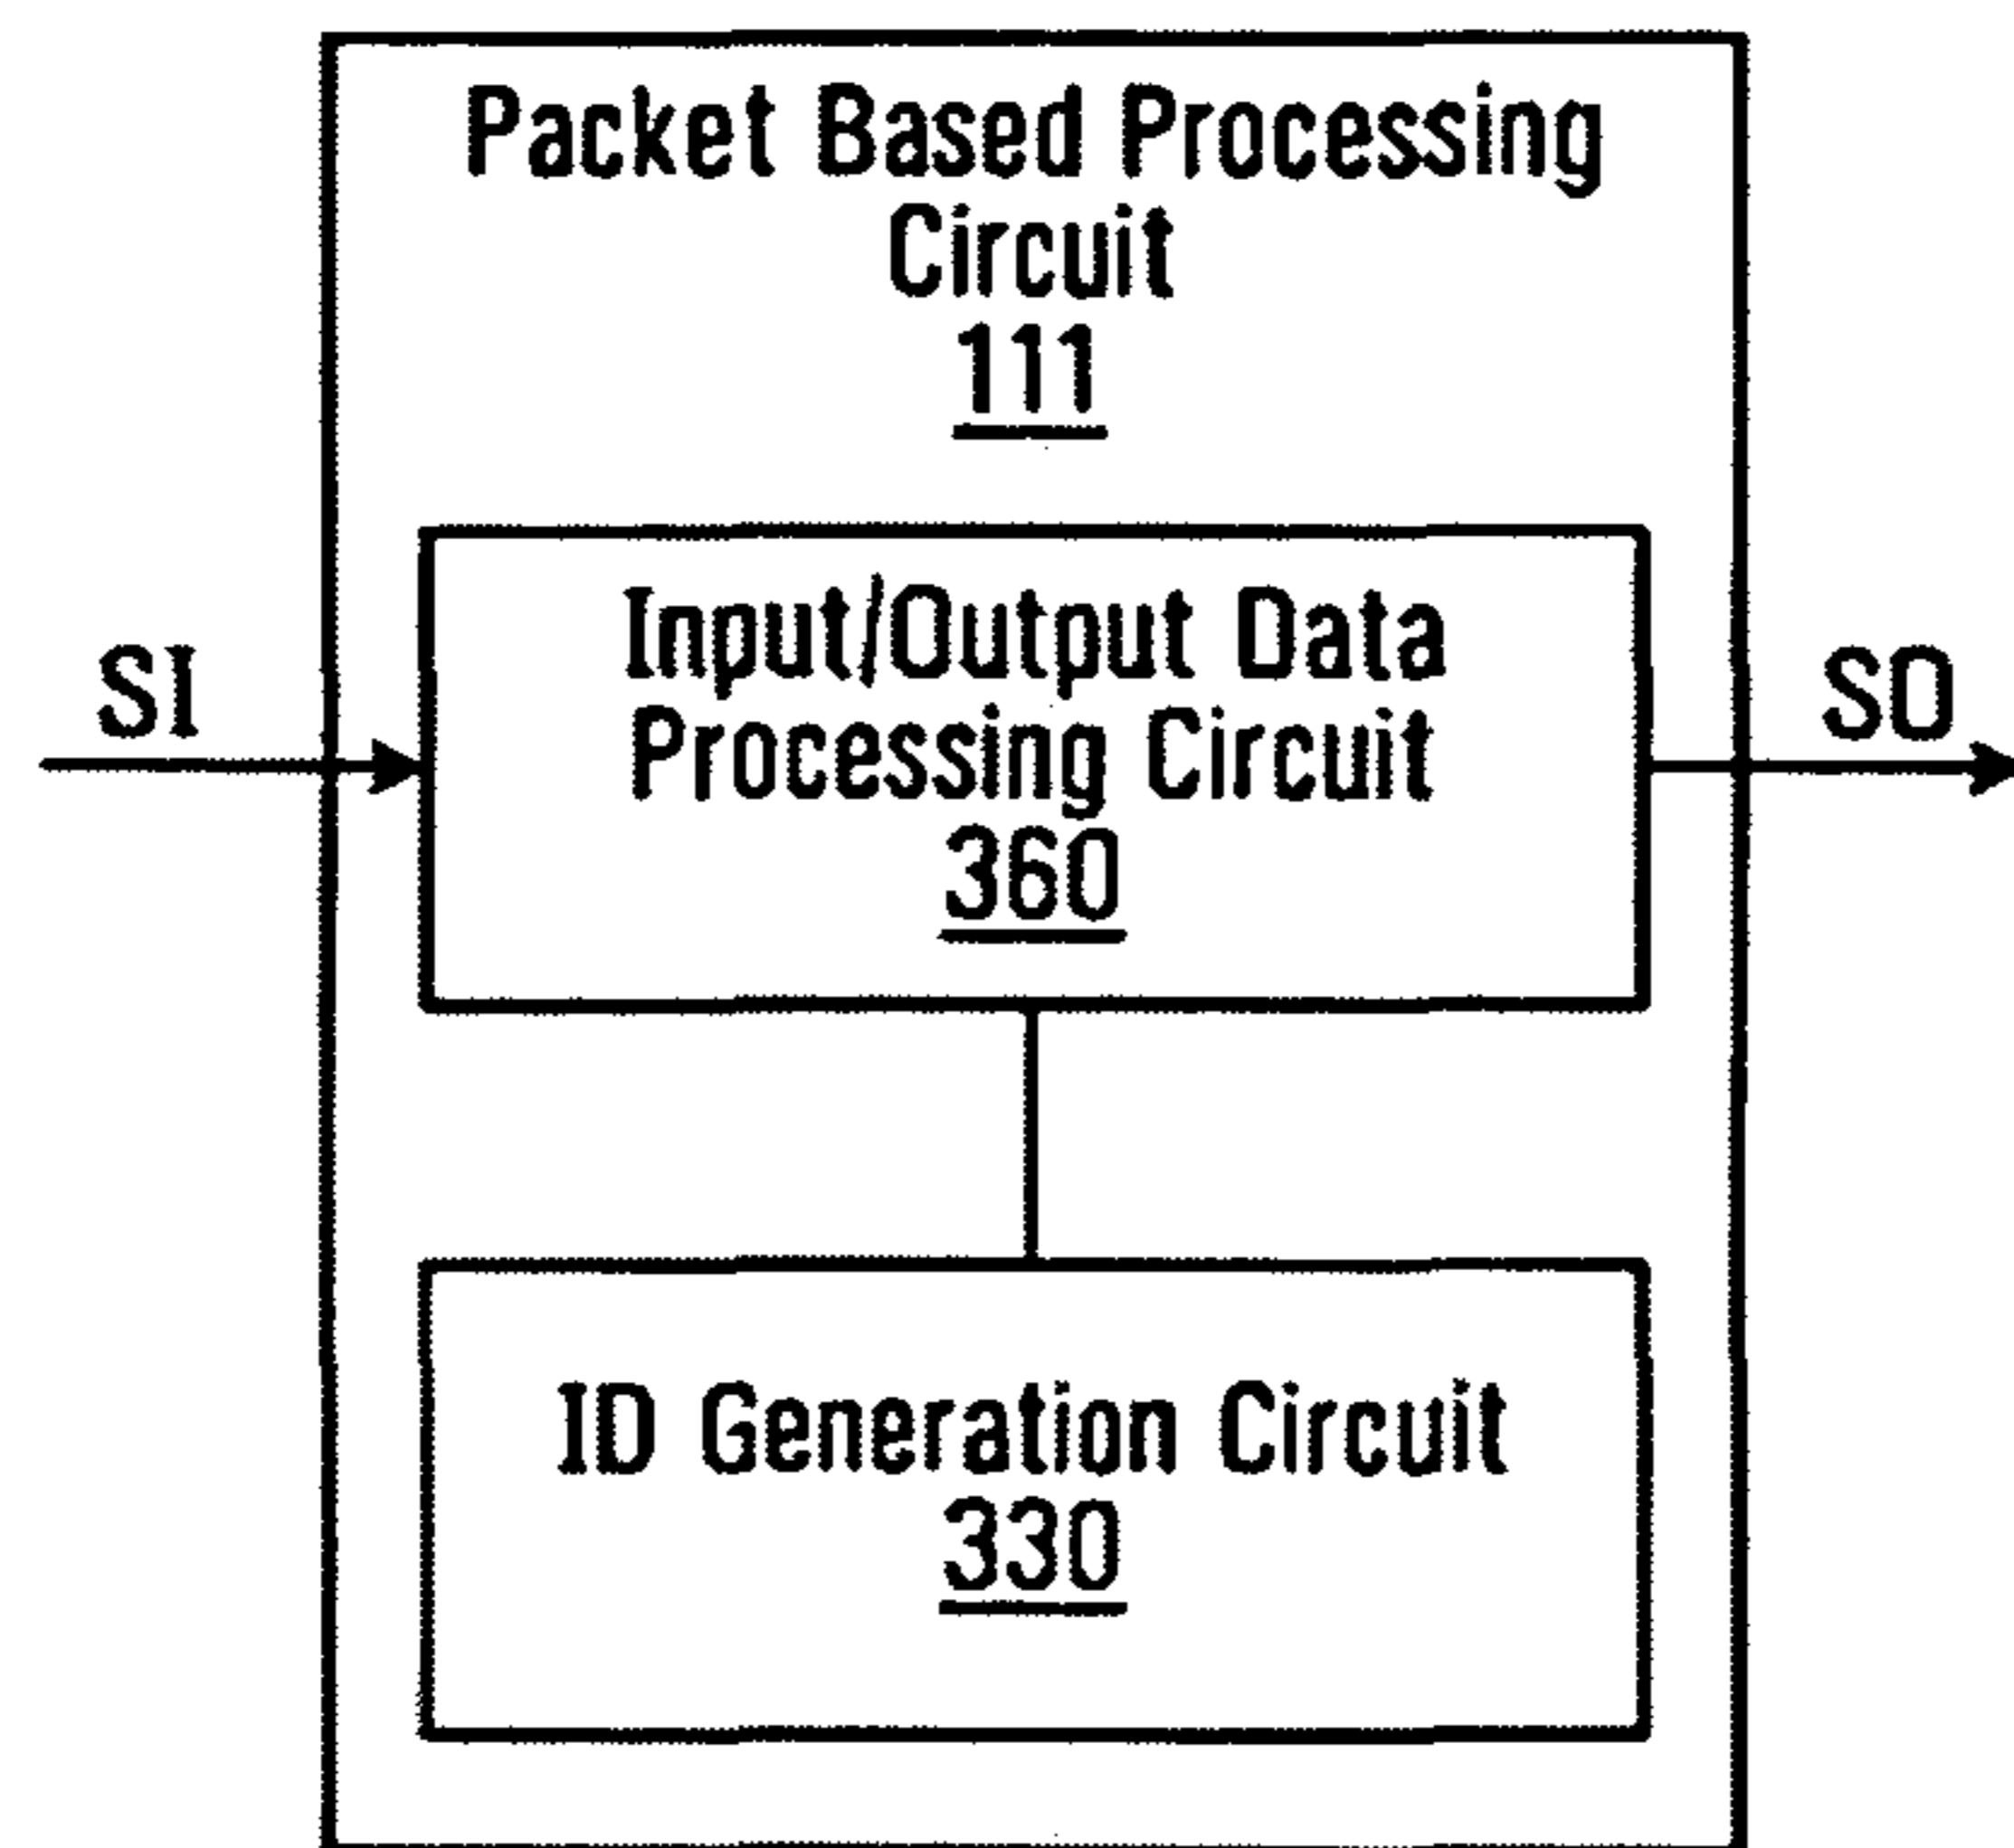 Packet Based Processing
Circuit
111
Input/Output Data
Processing Circuit
360
SI
SO
ID Generation Circuit
330